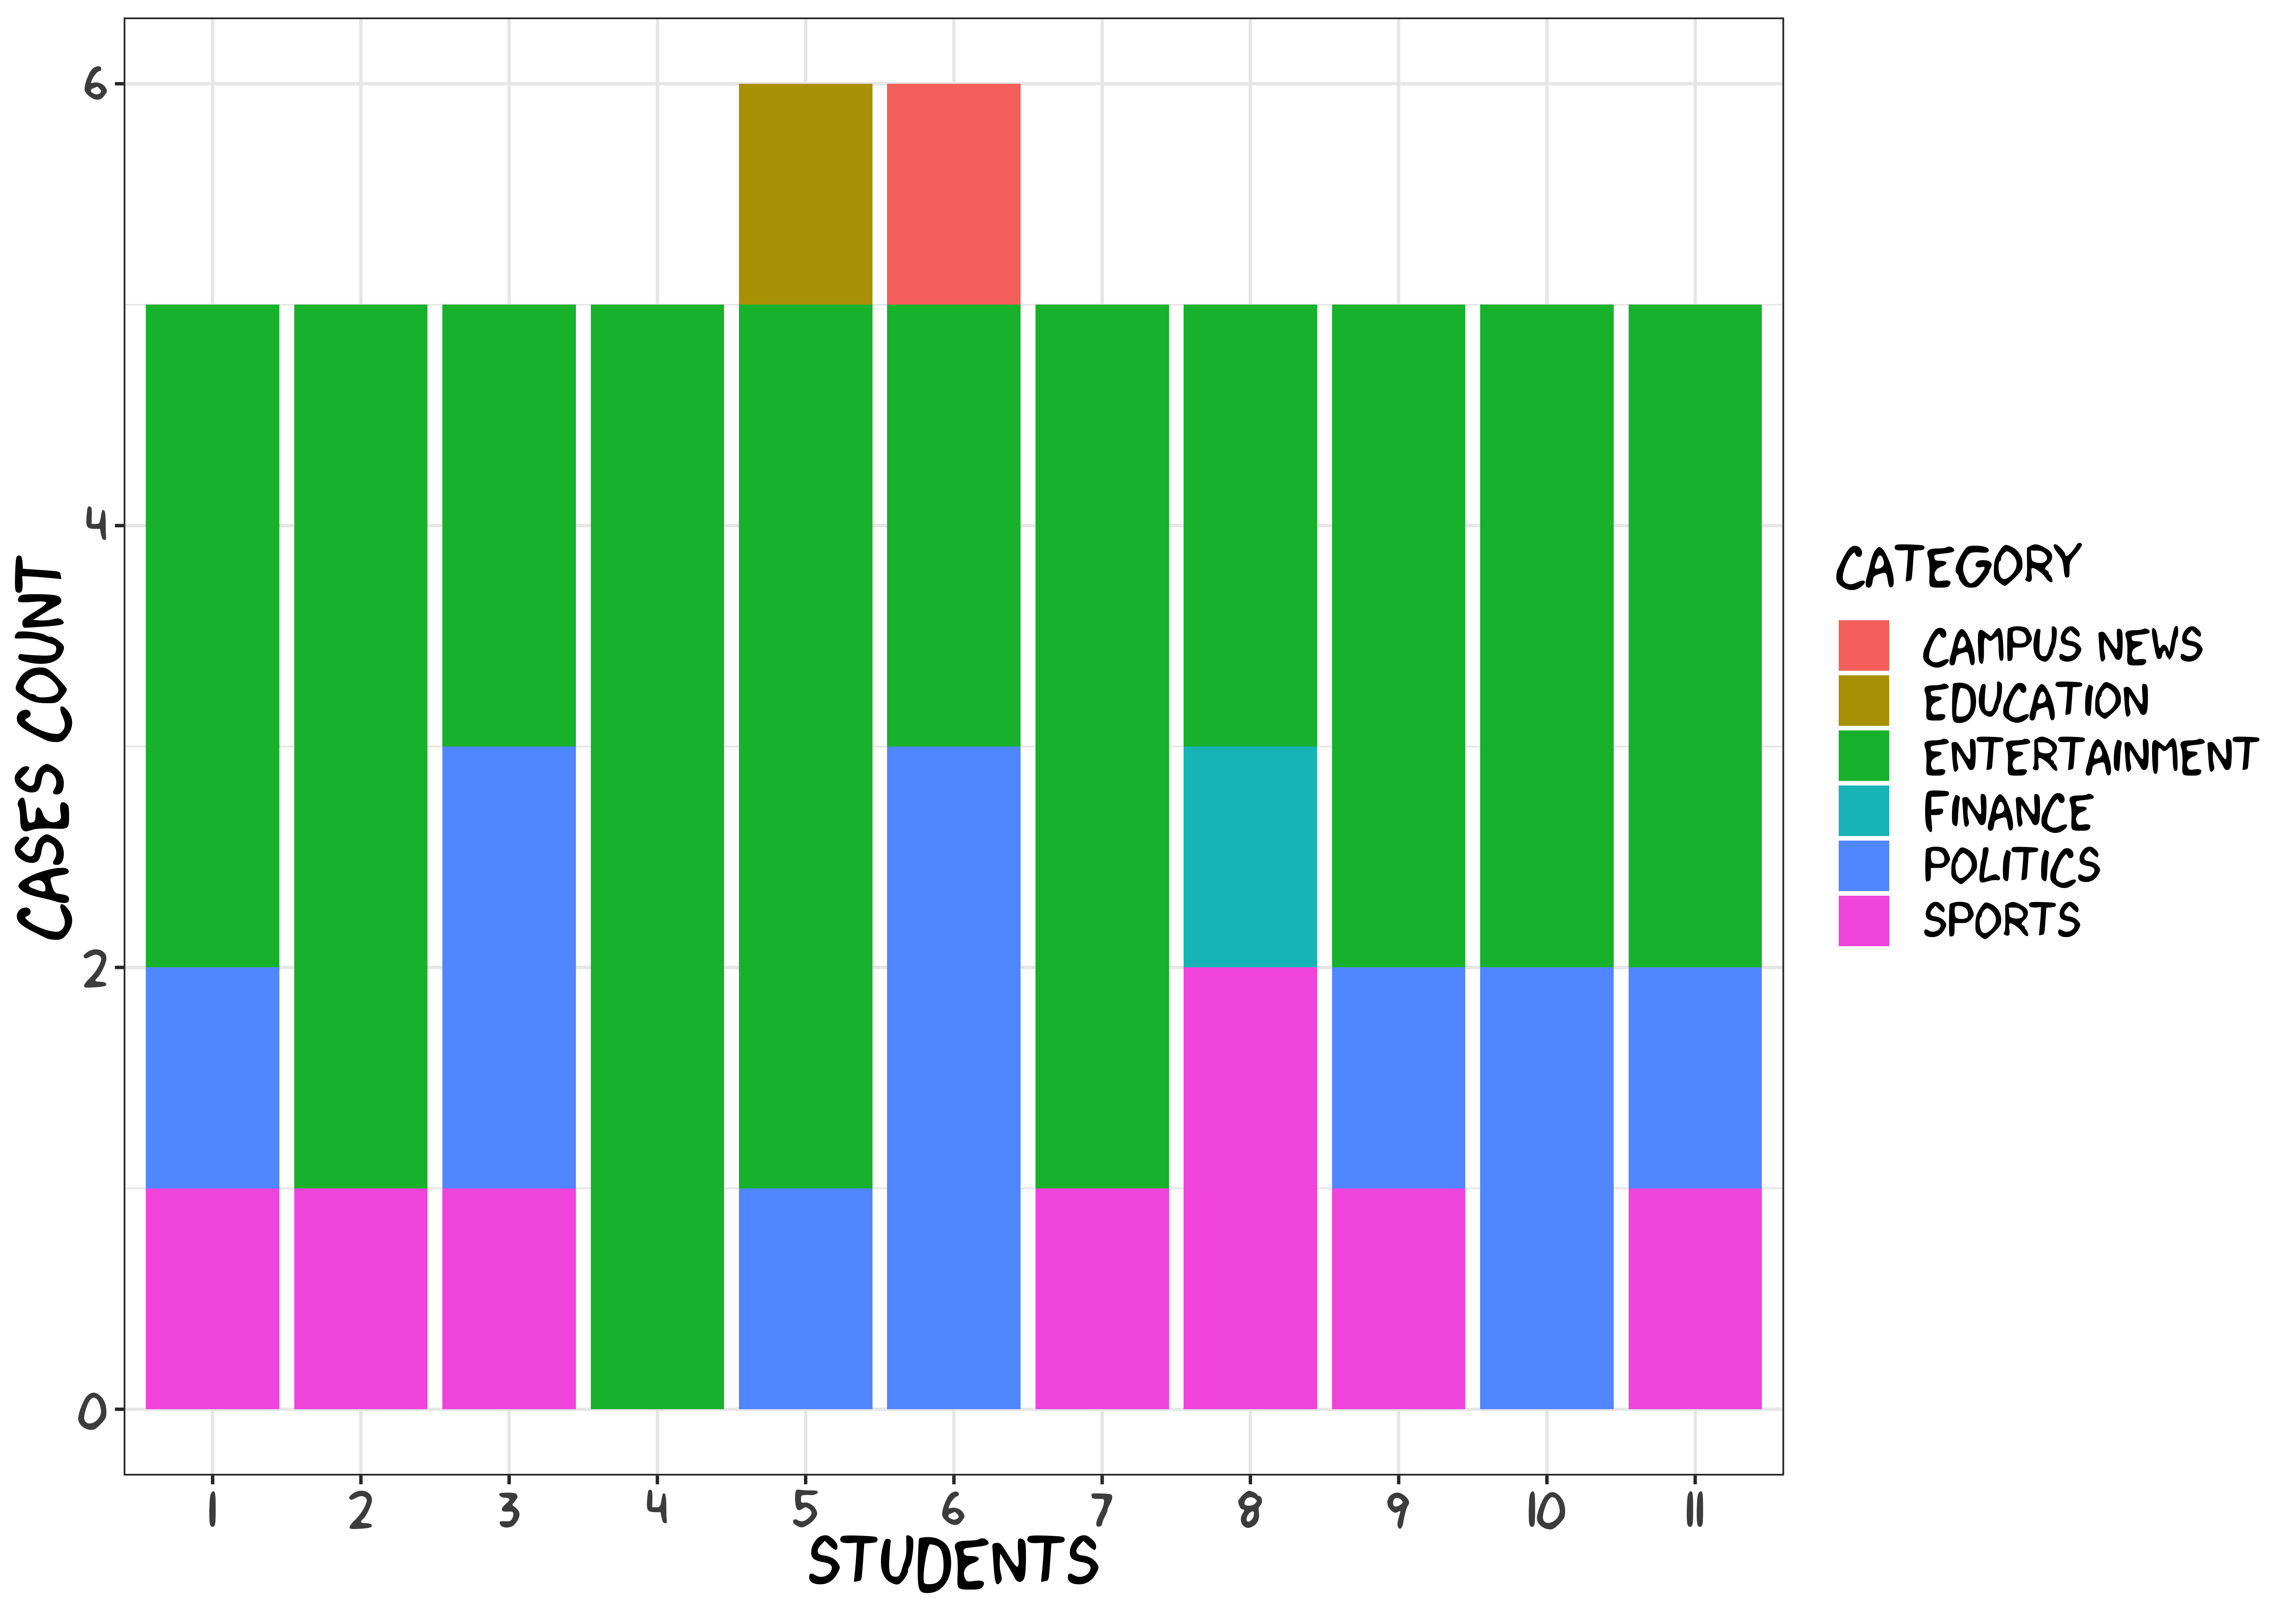 6
4
2
0
CASES COUNT
1 2 3 4 5 6 7 8 9 10 11
STUDENTS
CATEGORY
CAMPUS NEWS
EDUCATION
ENTERTAINMENT
FINANCE
POLITICS
SPORTS